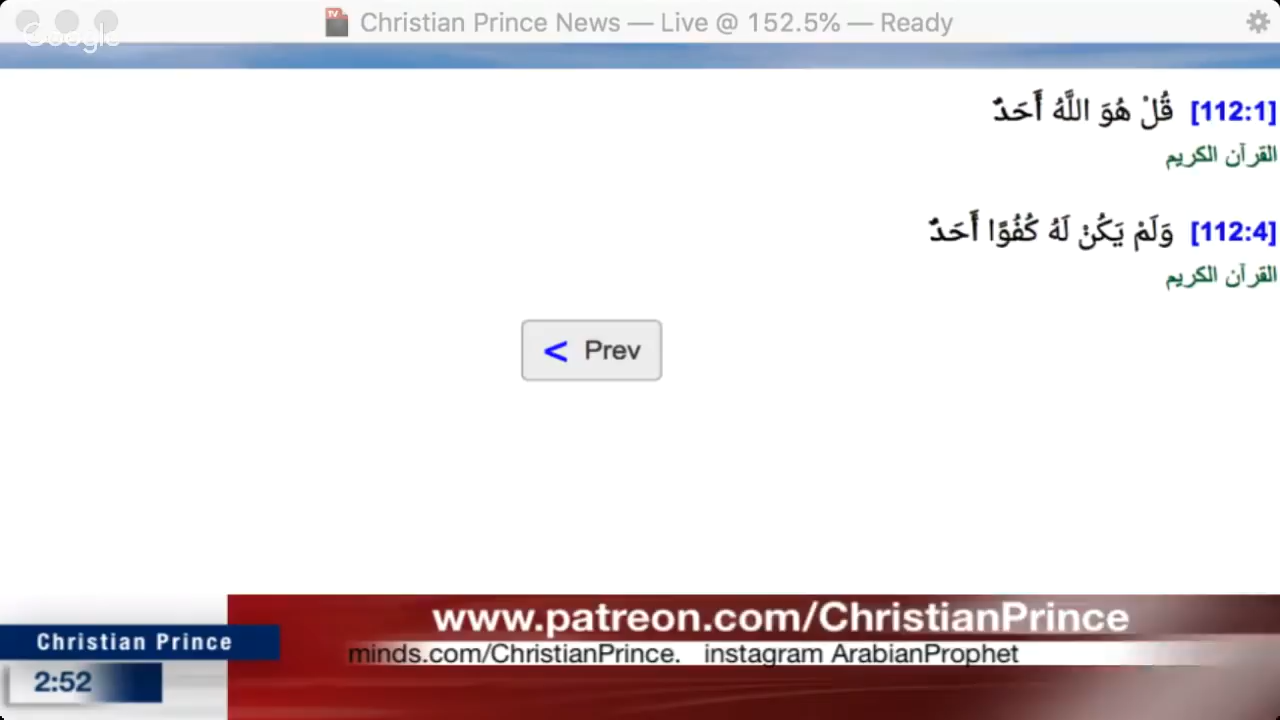 Christian Prince News — Live @ 152.5% — Ready
Google
[112:1] قُلْ هُوَ اللَّهُ أَحَدٌ
القرآن الكريم
[112:4] وَلَمْ يَكُنْ لَهُ كُفُوًا أَحَدٌ
القرآن الكريم
< Prev
www.patreon.com/ChristianPrince
Christian Prince
minds.com/ChristianPrince. instagram ArabianProphet
2:52